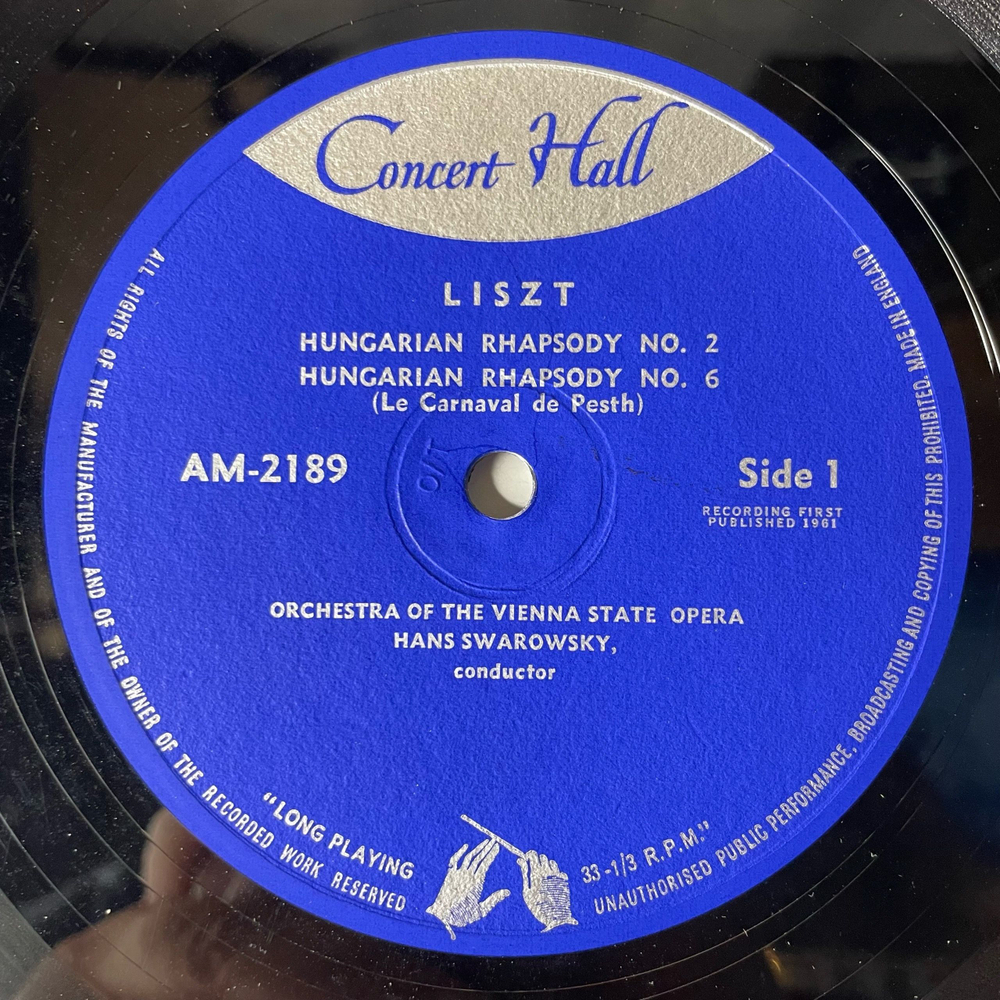 Concert Hall
LISZT
HUNGARIAN RHAPSODY NO. 2
HUNGARIAN RHAPSODY NO. 6
(Le Carnaval de Pesth)
AM-2189
Side 1
RECORDING FIRST
PUBLISHED 1961
ORCHESTRA OF THE VIENNA STATE OPERA
HANS SWAROWSKY,
conductor
"LONG PLAYING
33-1/3 R.P.M."
ALL RIGHTS OF THE MANUFACTURER AND OF THE OWNER OF THE RECORDED WORK RESERVED
UNAUTHORISED PUBLIC PERFORMANCE, BROADCASTING AND COPYING OF THIS PROHIBITED. MADE IN ENGLAND